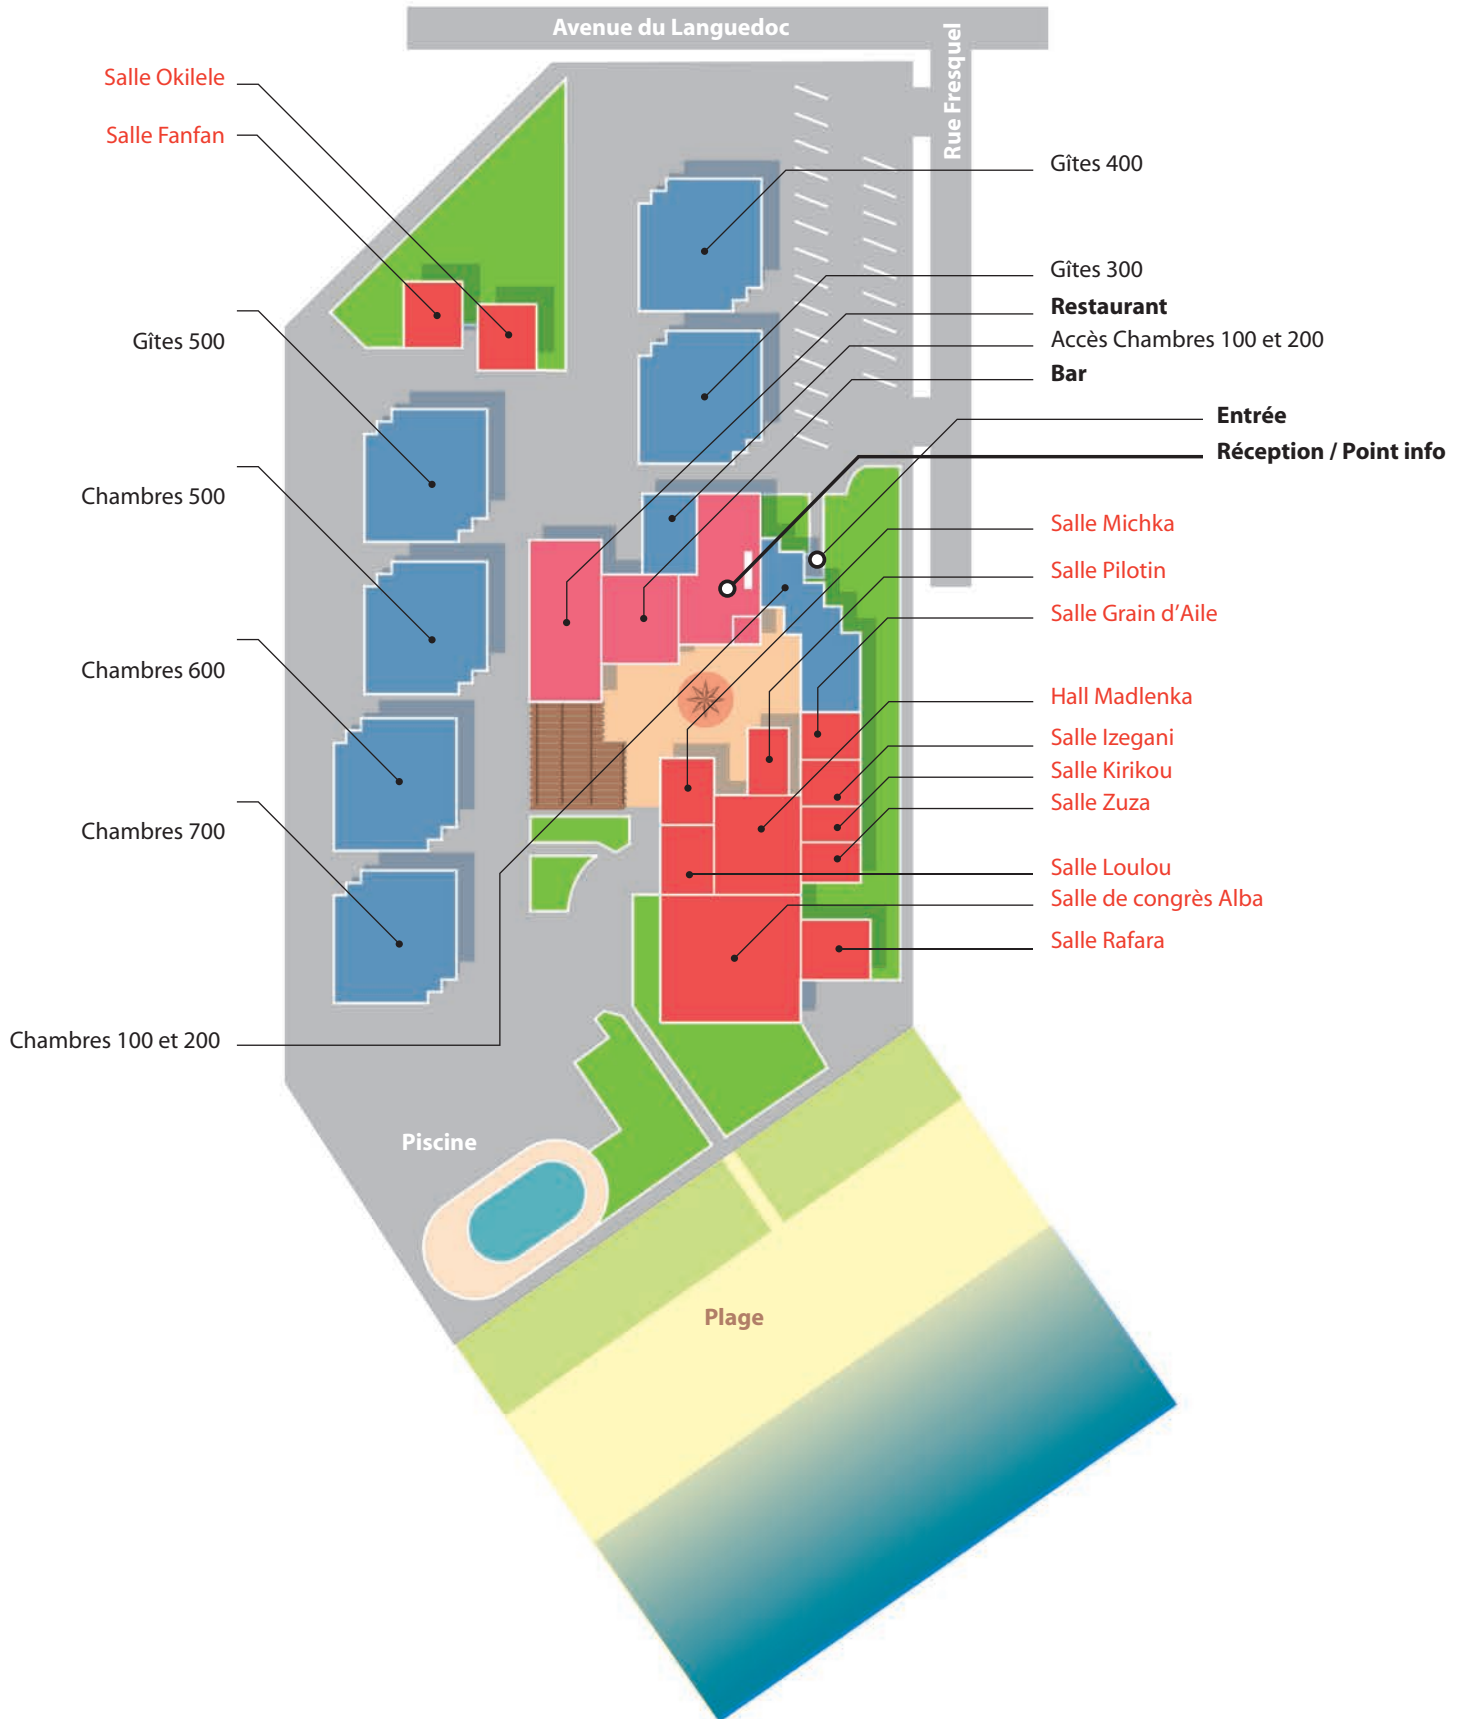 Avenue du Languedoc
Rue Fresquel
Salle Okilele
Salle Fanfan
Gîtes 500
Chambres 500
Chambres 600
Chambres 700
Chambres 100 et 200
Gîtes 400
Gîtes 300
Restaurant
Accès Chambres 100 et 200
Bar
Entrée
Réception / Point info
Salle Michka
Salle Pilotin
Salle Grain d’Aile
Hall Madlenka
Salle Izegani
Salle Kirikou
Salle Zuza
Salle Loulou
Salle de congrès Alba
Salle Rafara
Piscine
Plage